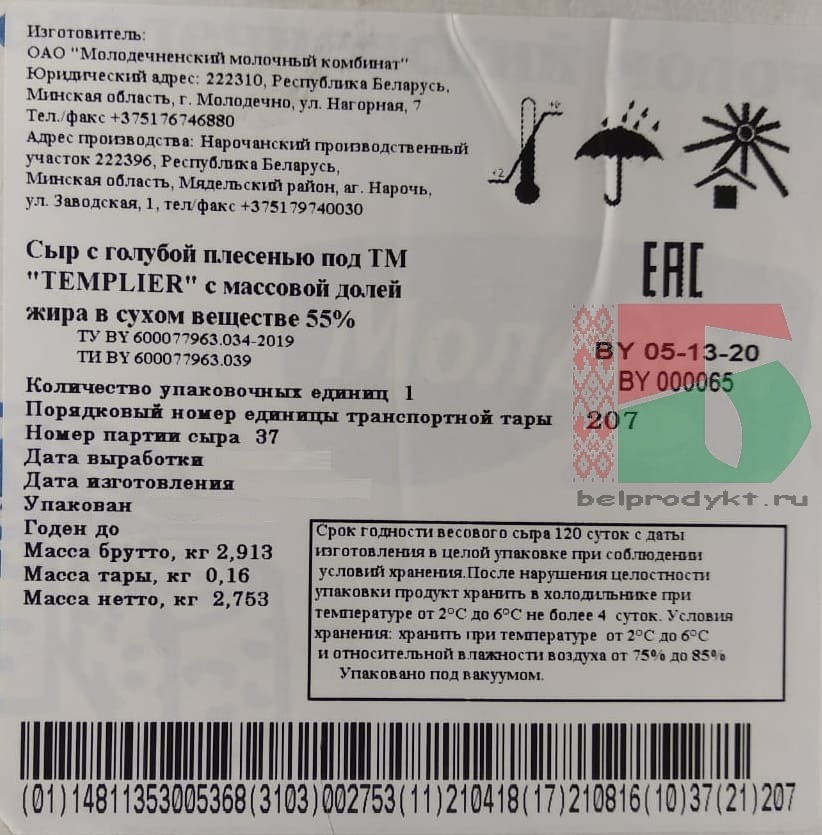 Изготовитель:
ОАО "Молодечненский молочный комбинат"
Юридический адрес: 222310, Республика Беларусь,
Минская область, г. Молодечно, ул. Нагорная, 7
Тел./факс +375176746880
Адрес производства: Нарочанский производственный
участок 222396, Республика Беларусь,
Минская область, Мядельский район, аг. Нарочь,
ул. Заводская, 1, тел/факс +375179740030
+2
+6
Сыр с голубой плесенью под ТМ
"TEMPLIER" с массовой долей
жира в сухом веществе 55%
ТУ BY 600077963.034-2019
ТИ BY 600077963.039
EAC
BY 05-13-20
BY 000065
Количество упаковочных единиц 1
Порядковый номер единицы транспортной тары 207
Номер партии сыра 37
Дата выработки
Дата изготовления
Упакован
Годен до
Масса брутто, кг 2,913
Масса тары, кг 0,16
Масса нетто, кг 2,753
belprodykt.ru
Срок годности весового сыра 120 суток с даты
изготовления в целой упаковке при соблюдении
условий хранения.После нарушения целостности
упаковки продукт хранить в холодильнике при
температуре от 2°С до 6°С не более 4 суток. Условия
хранения: хранить при температуре от 2°С до 6°С
и относительной влажности воздуха от 75% до 85%
Упаковано под вакуумом.
(01)14811353005368(3103)002753(11)210418(17)210816(10)37(21)207